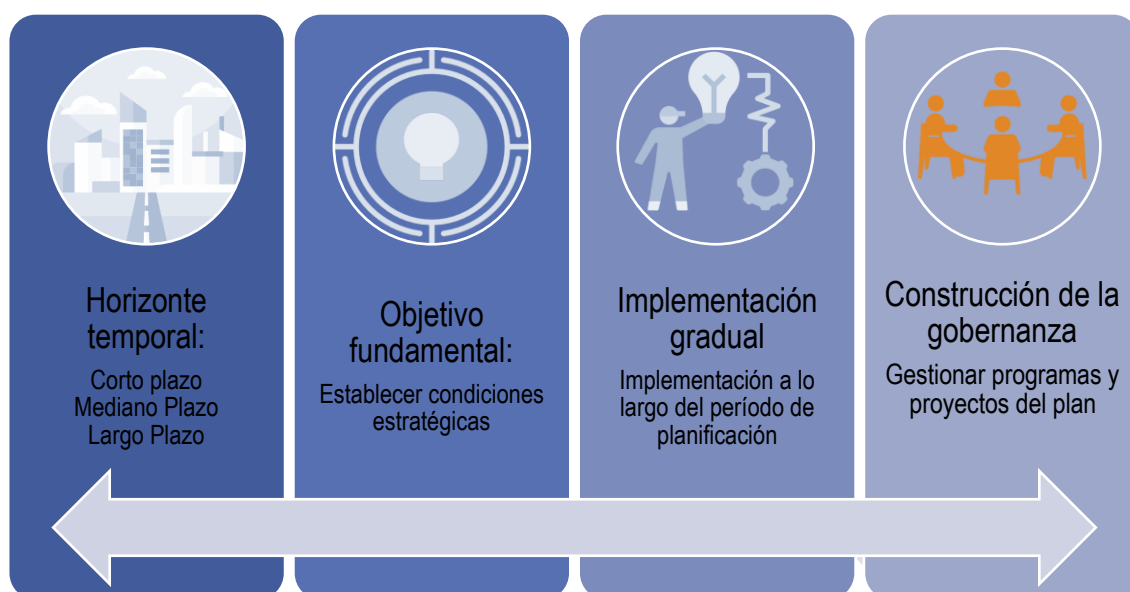 Horizonte
temporal:
Corto plazo
Mediano Plazo
Largo Plazo
Objetivo
fundamental:
Establecer condiciones
estratégicas
Implementación
gradual
Implementación a lo
largo del período de
planificación
Construcción de la
gobernanza
Gestionar programas y
proyectos del plan